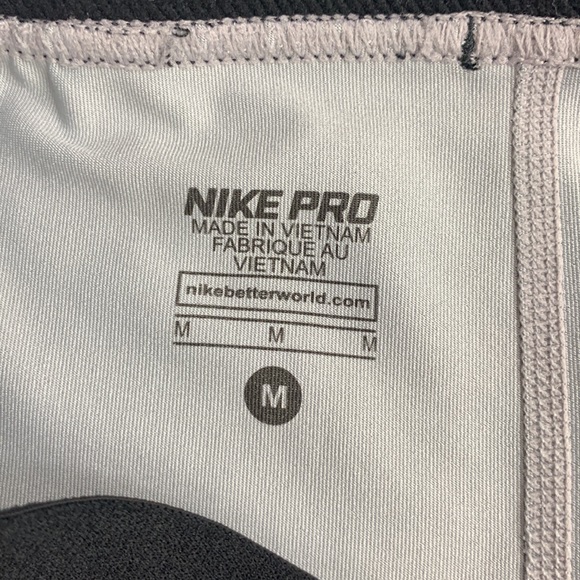 NIKE PRO
MADE IN VIETNAM
FABRIQUE AU
VIETNAM
nikebetterworld.com
M M M
M